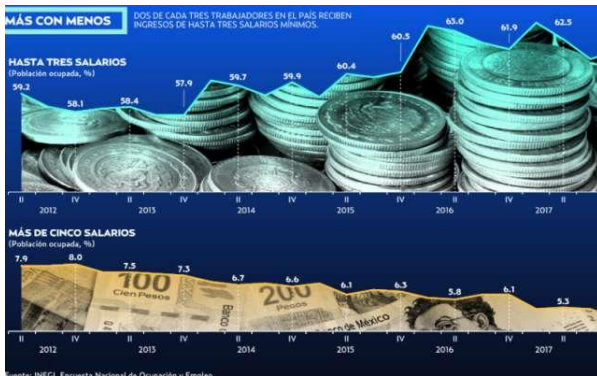 MÁS CON MENOS
DOS DE CADA TRES TRABAJADORES EN EL PAÍS RECIBEN
INGRESOS DE HASTA TRES SALARIOS MÍNIMOS.
HASTA TRES SALARIOS
(Población ocupada, %)
59.2
58.1
58.4
57.9
59.7
59.9
60.4
60.5
63.0
61.9
62.5
II IV II IV II IV II IV II IV II
2012 2013 2014 2015 2016 2017
MÁS DE CINCO SALARIOS
(Población ocupada, %)
7.9 8.0 7.5 7.3 6.7 6.6 6.1 6.3 5.8 6.1 5.3
100
Cien Pesos
200
Pesos
Banco
de México
II IV II IV II IV II IV II IV II
2012 2013 2014 2015 2016 2017
Fuente: INEGI, Encuesta Nacional de Ocupación y Empleo